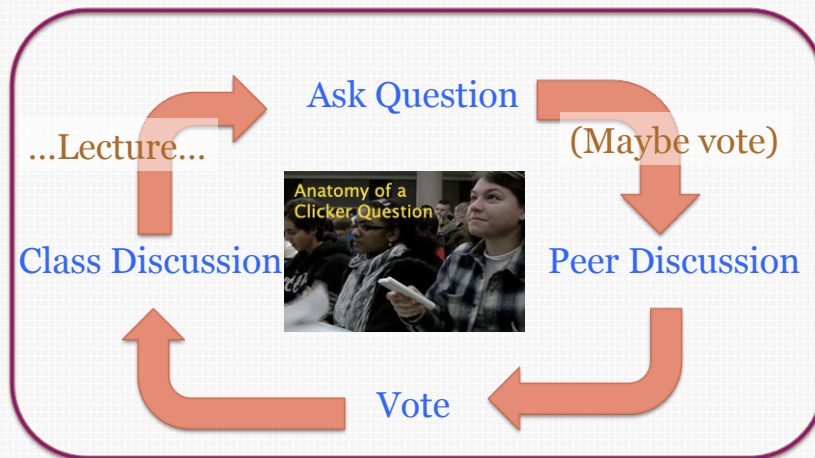 Ask Question
...Lecture...
(Maybe vote)
Anatomy of a
Clicker Question
Class Discussion
Peer Discussion
Vote